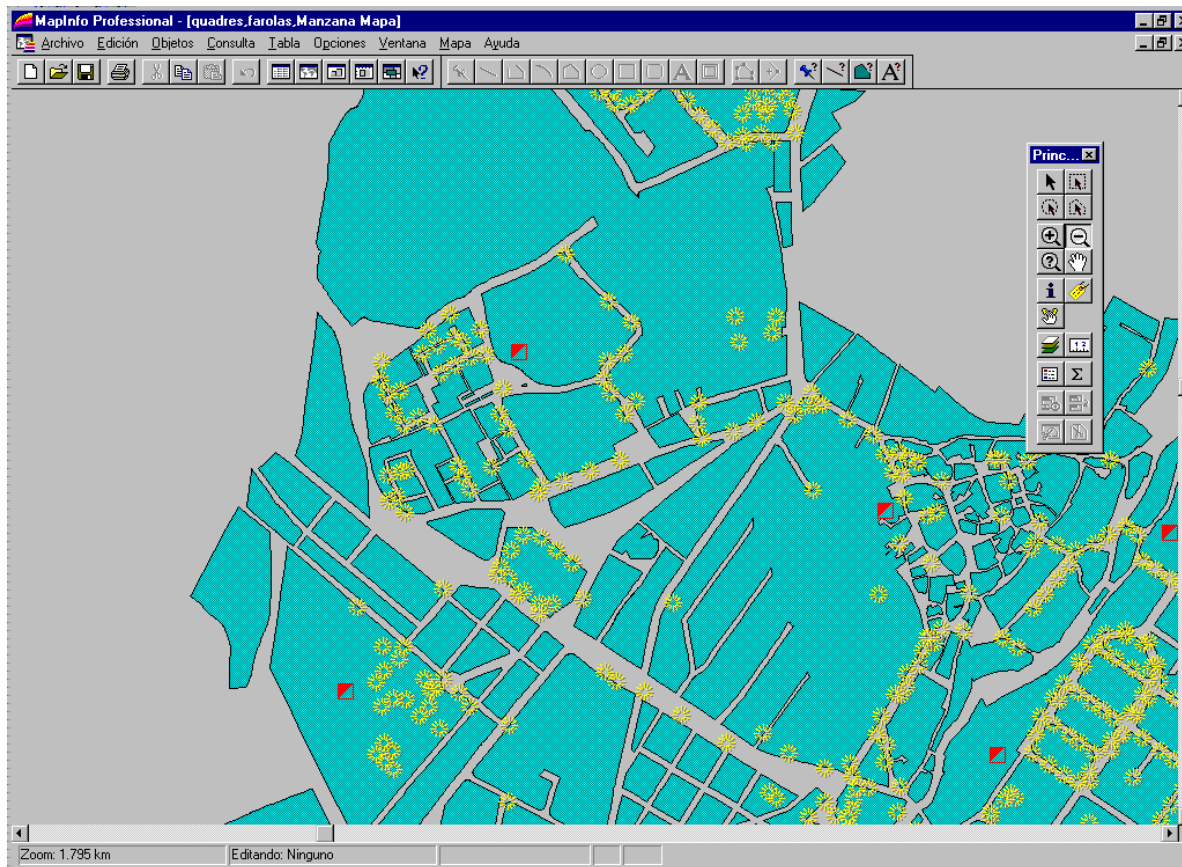 MapInfo Professional - [quadres,farolas,Manzana Mapa]
Archivo Edición Objetos Consulta Tabla Opciones Ventana Mapa Ayuda
Princ...
Zoom: 1.795 km Editando: Ninguno